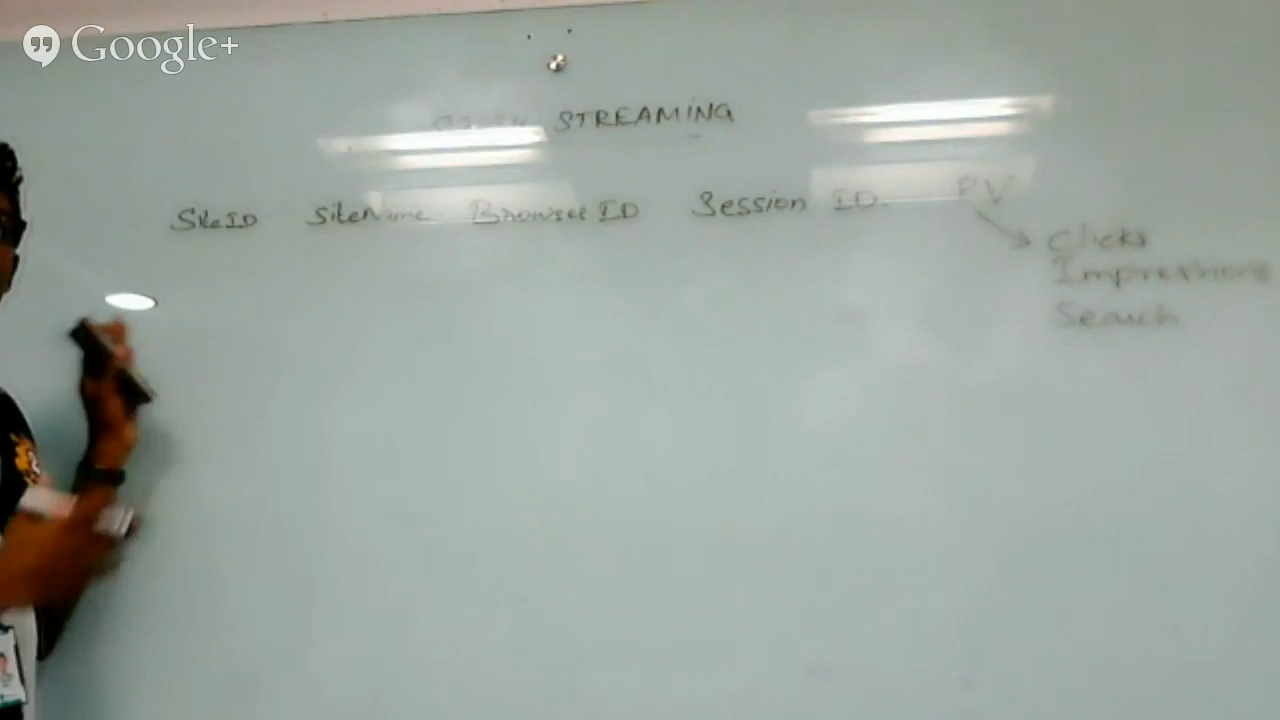 Google+
STREAMING
SiteID SiteName Browser ID Session ID PV
Clicks
Impressions
Search